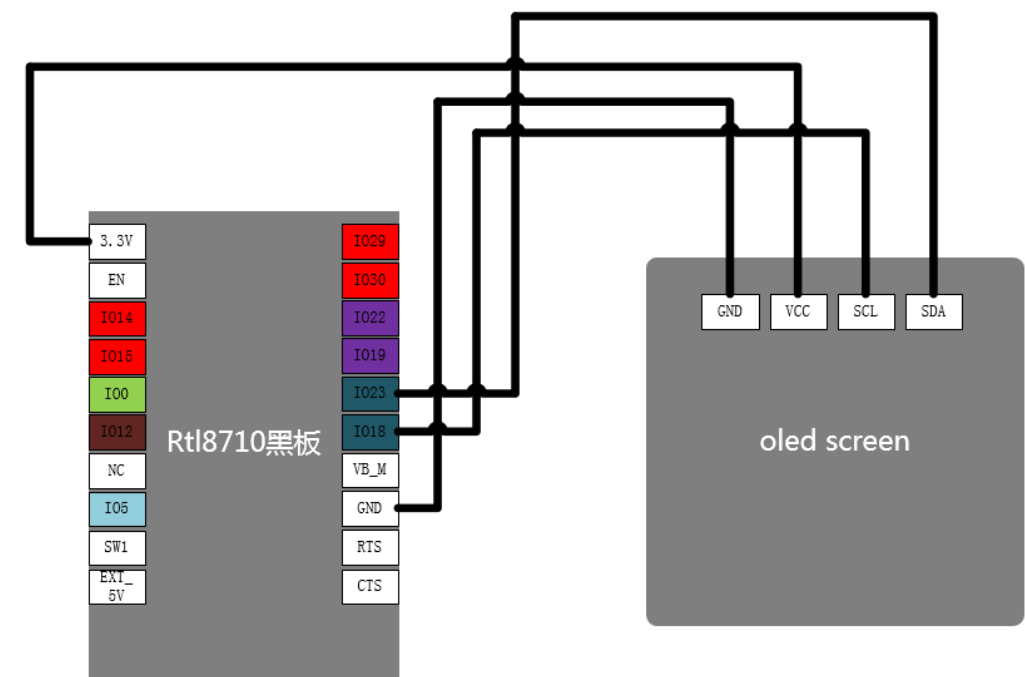 3.3V
EN
IO14
IO15
IO0
IO12
NC
IO5
SW1
EXT_
5V
Rtl8710黑板
IO29
IO30
IO22
IO19
IO23
IO18
VB_M
GND
RTS
CTS
GND VCC SCL SDA
oled screen